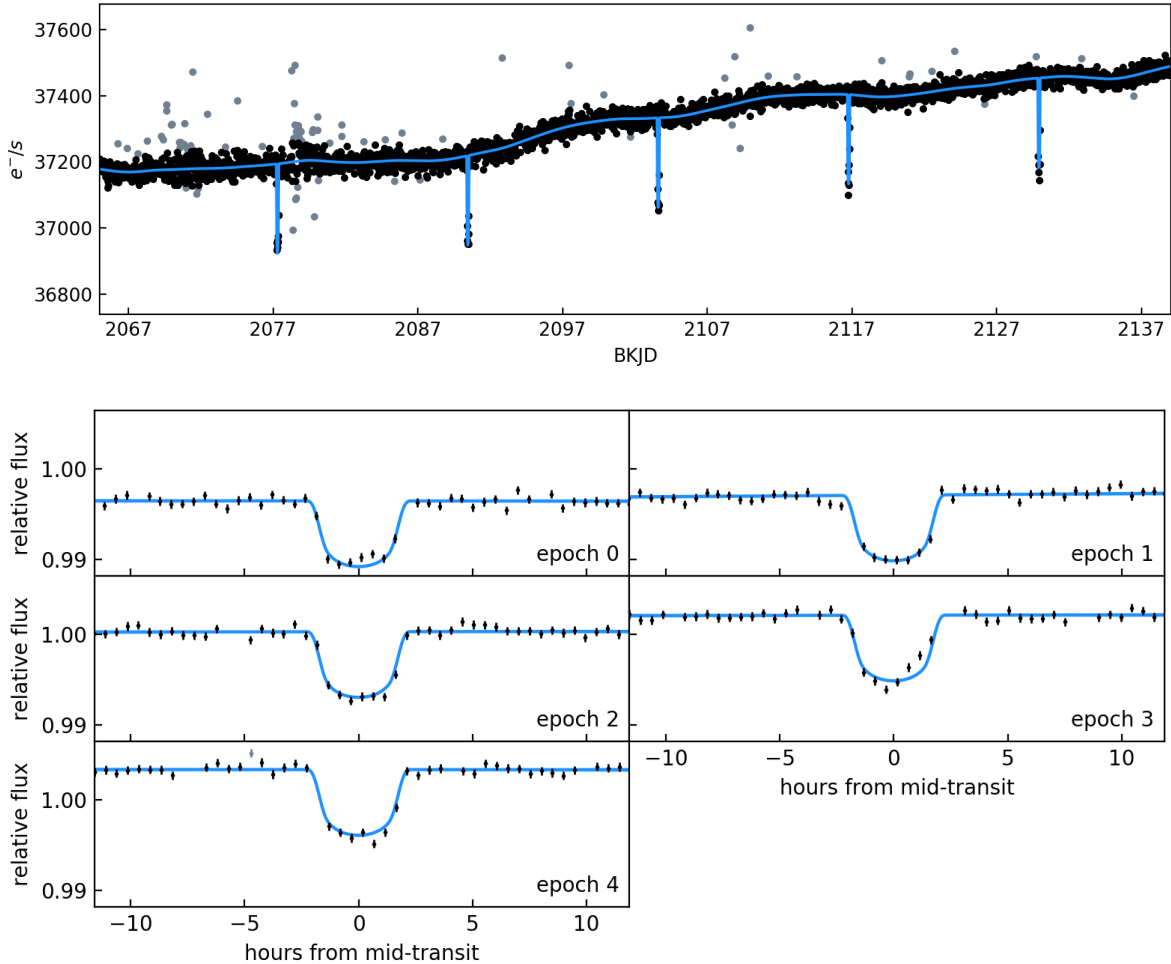 37600
37400
37200
37000
36800
e⁻/s
2067 2077 2087 2097 2107 2117 2127 2137
BKJD
1.00
0.99
relative flux
epoch 0
epoch 1
1.00
0.99
relative flux
epoch 2
epoch 3
−10 −5 0 5 10
hours from mid-transit
1.00
0.99
relative flux
epoch 4
−10 −5 0 5 10
hours from mid-transit